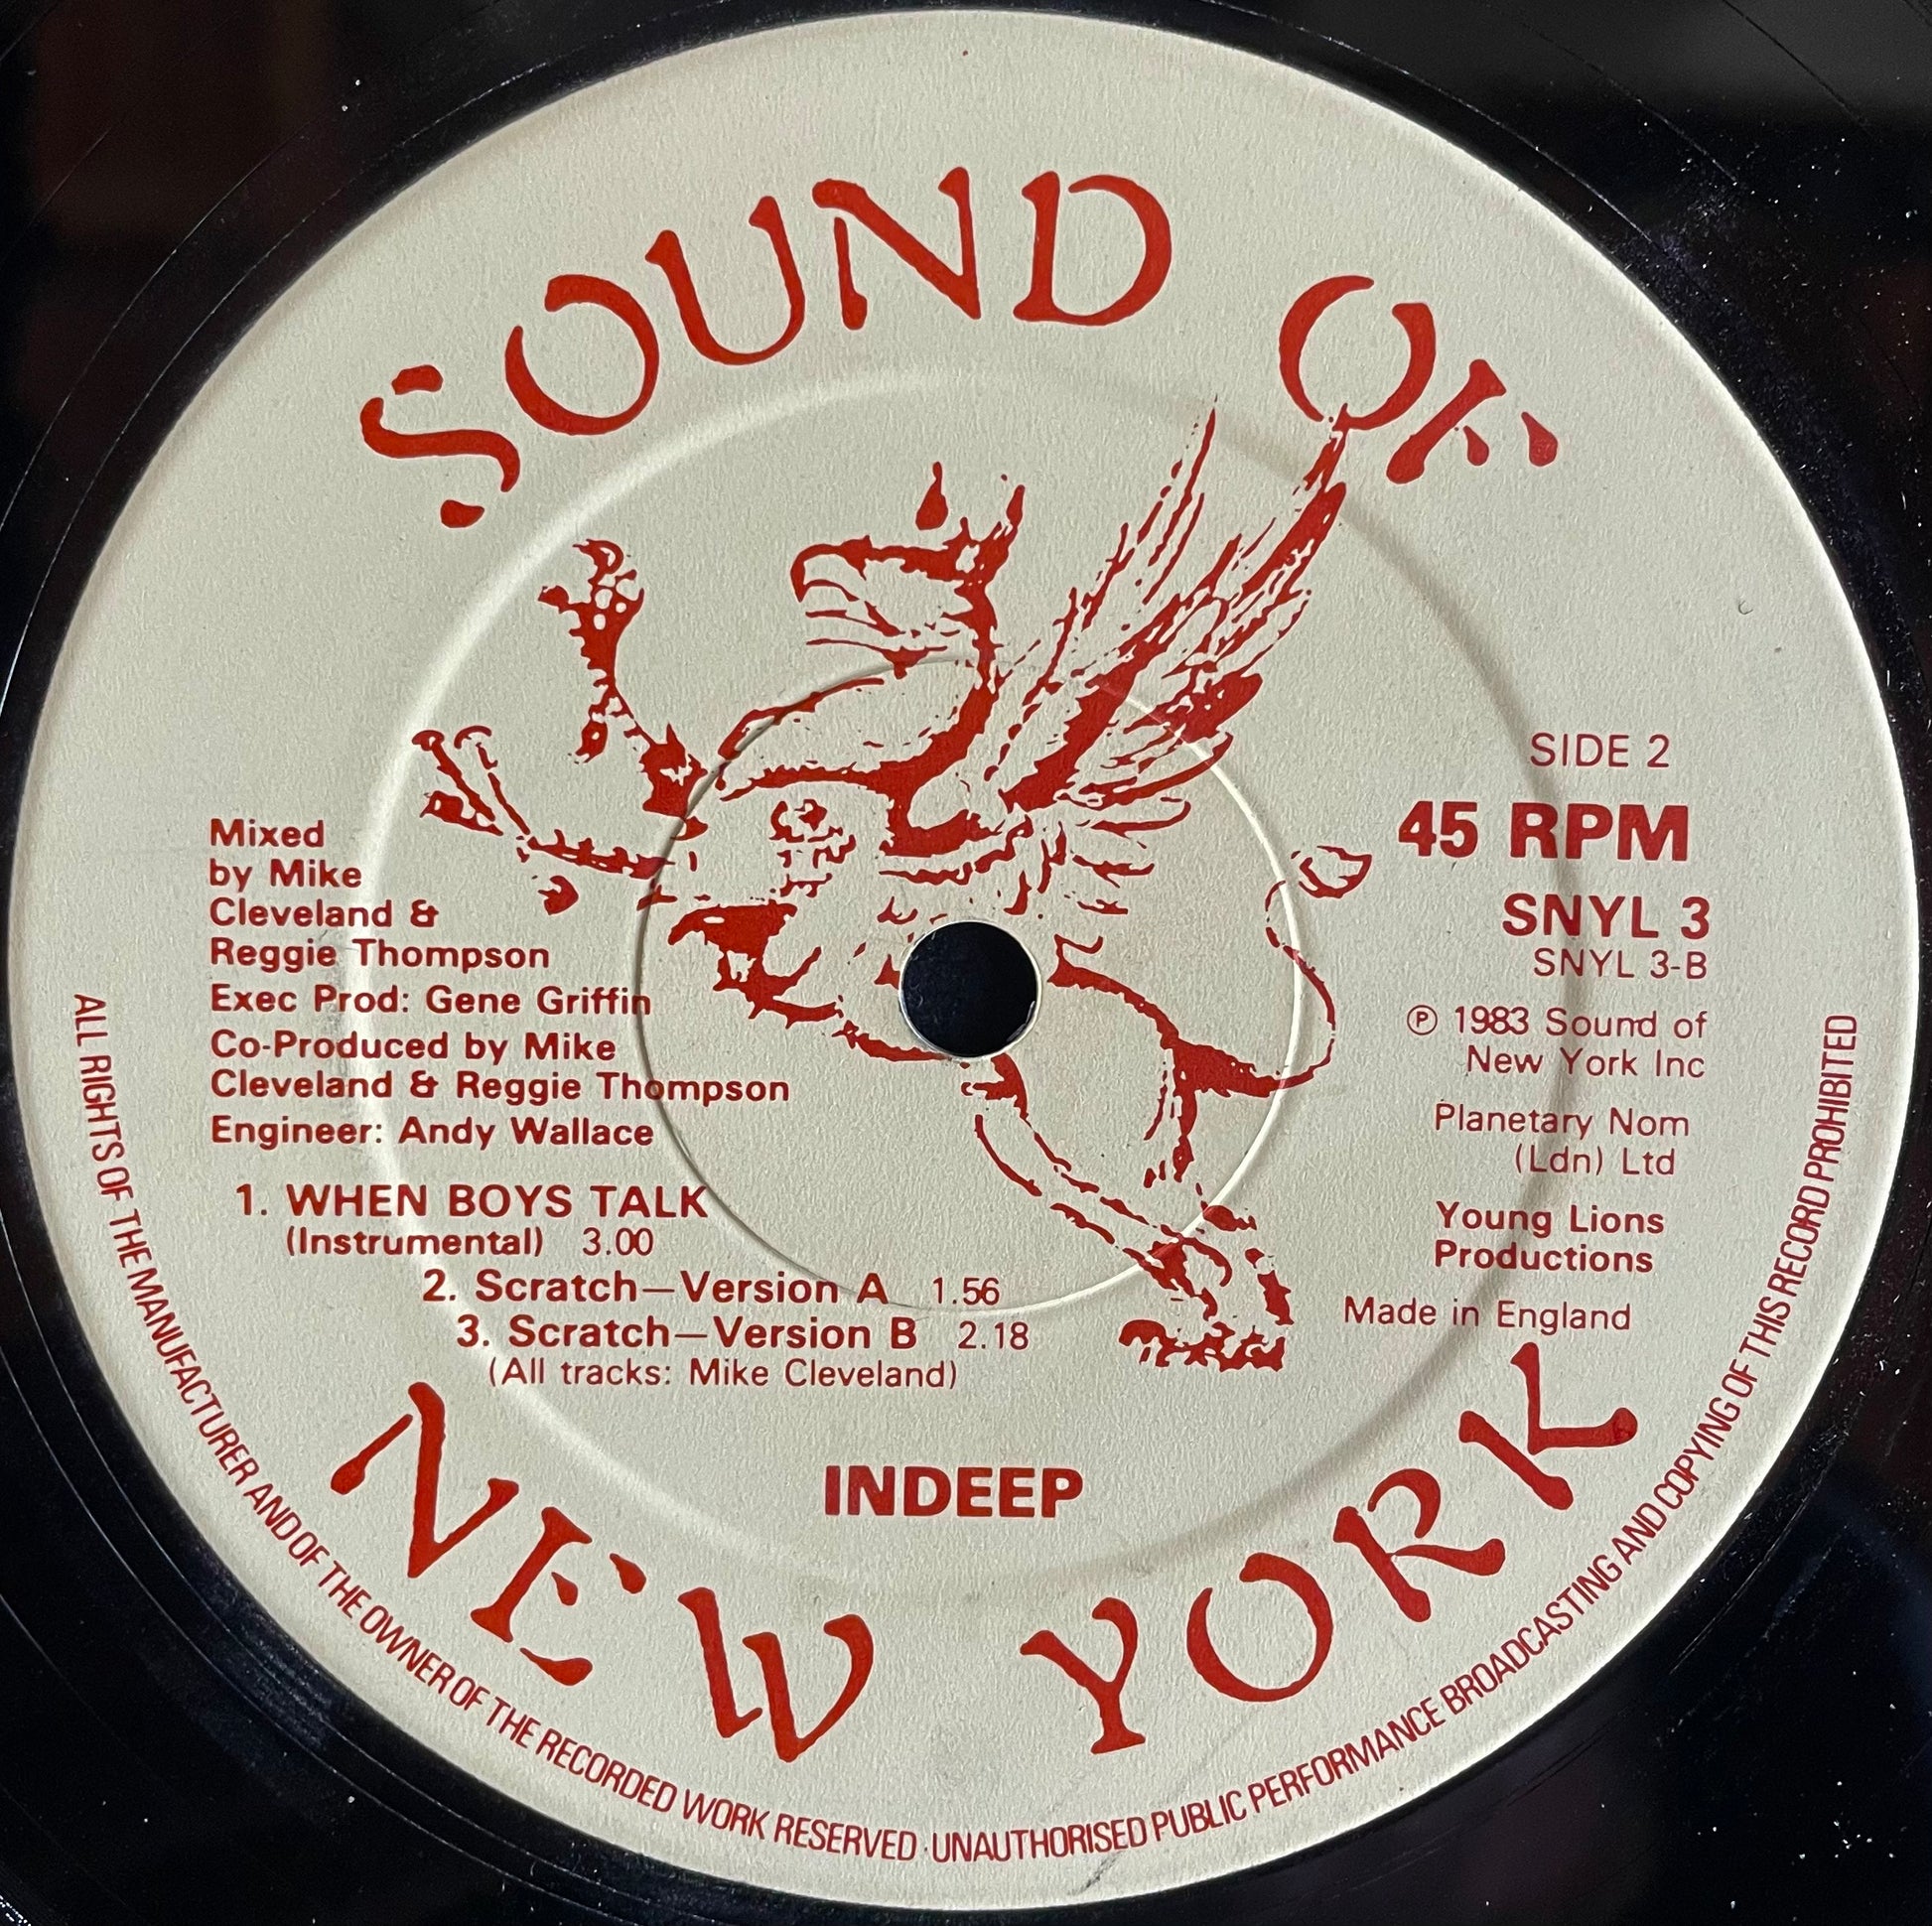 SOUND OF
SIDE 2
45 RPM
SNYL 3
SNYL 3-B
℗ 1983 Sound of
New York Inc
Planetary Nom
(Ldn) Ltd
Young Lions
Productions
Made in England
Mixed
by Mike
Cleveland &
Reggie Thompson
Exec Prod: Gene Griffin
Co-Produced by Mike
Cleveland & Reggie Thompson
Engineer: Andy Wallace
1. WHEN BOYS TALK
(Instrumental) 3.00
2. Scratch—Version A 1.56
3. Scratch—Version B 2.18
(All tracks: Mike Cleveland)
INDEEP
NEW YORK
ALL RIGHTS OF THE MANUFACTURER AND OF THE OWNER OF THE RECORDED WORK RESERVED · UNAUTHORISED PUBLIC PERFORMANCE BROADCASTING AND COPYING OF THIS RECORD PROHIBITED